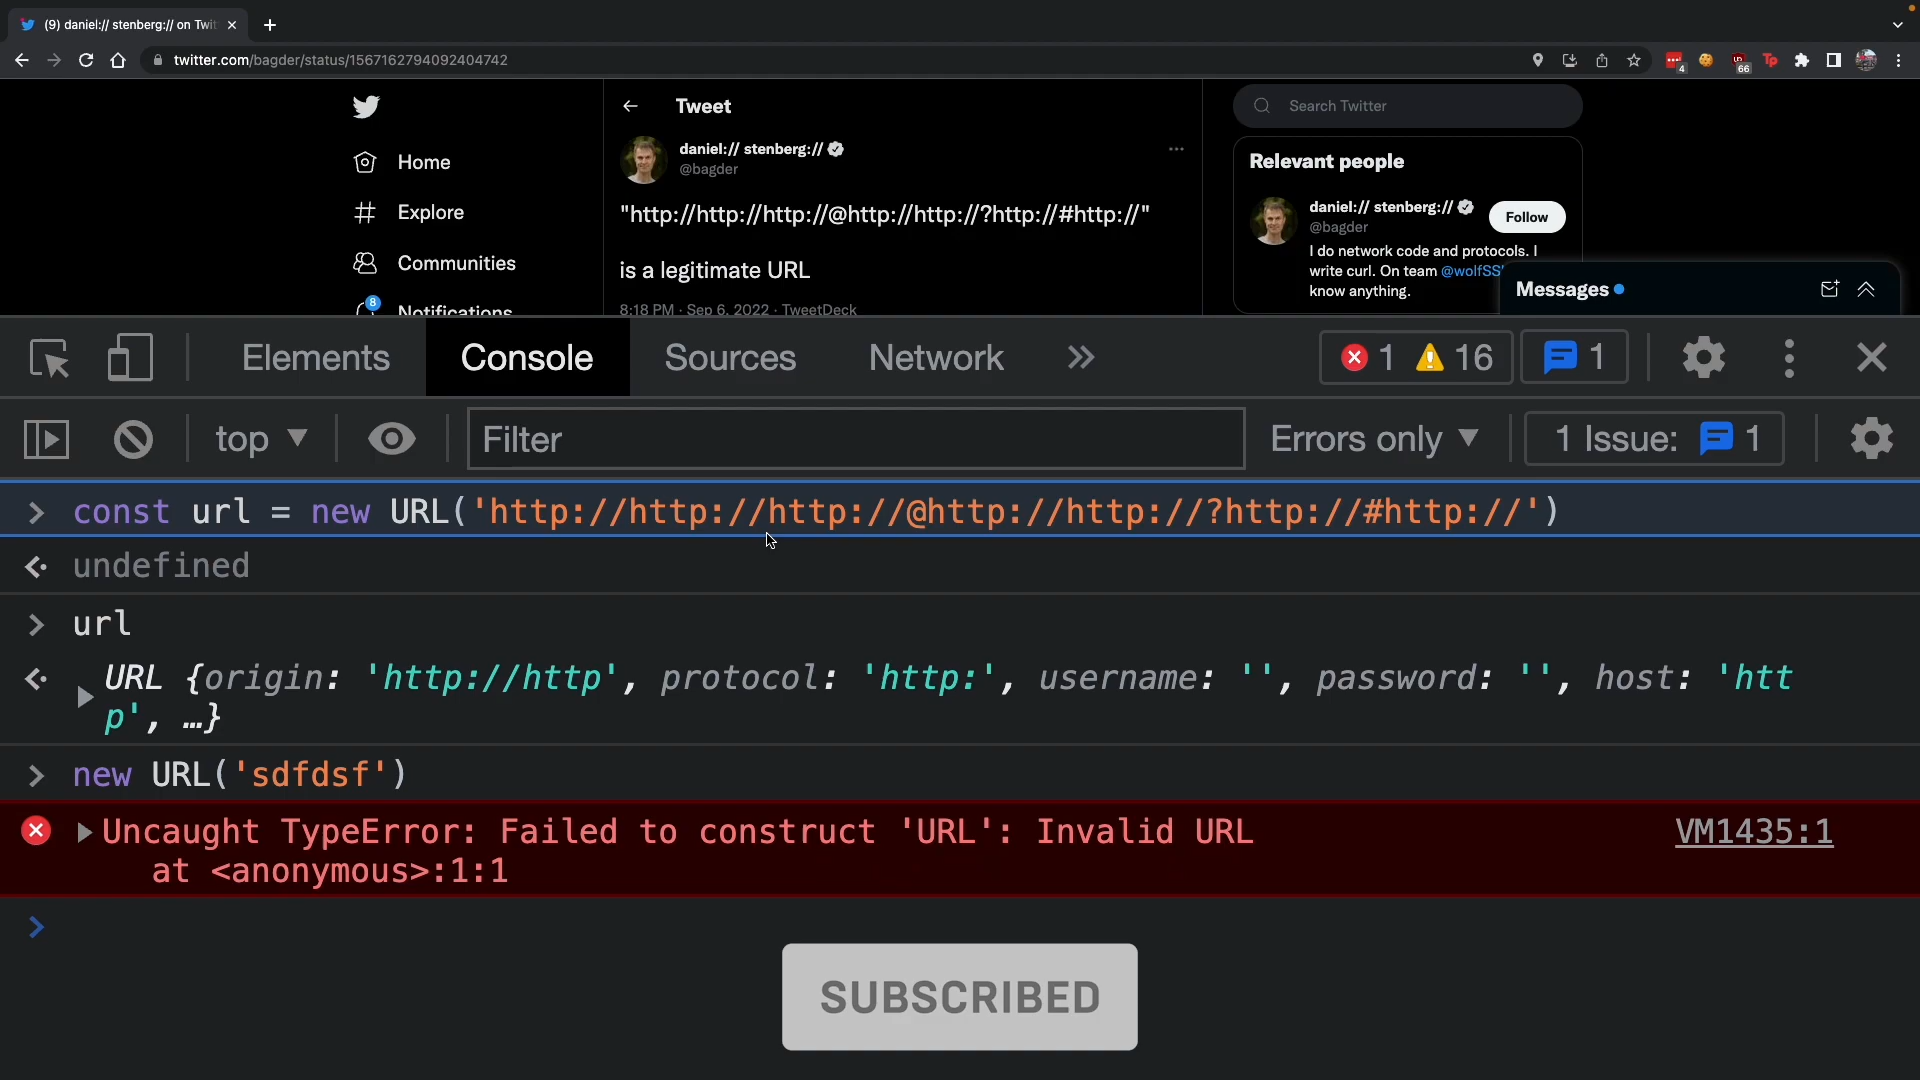 (9) daniel:// stenberg:// on Twit
twitter.com/bagder/status/1567162794092404742
4
66
Tp
Tweet
Search Twitter
daniel:// stenberg://
@bagder
Home
Explore
Communities
8
Notifications
"http://http://http://@http://http://?http://#http://"
is a legitimate URL
8:18 PM · Sep 6, 2022 · TweetDeck
Relevant people
daniel:// stenberg://
@bagder
Follow
I do network code and protocols. I
write curl. On team @wolfSS
know anything.
Messages
Elements
Console
Sources
Network
1
16
1
top
Filter
Errors only
1 Issue:
1
const url = new URL('http://http://http://@http://http://?http://#http://')
undefined
url
URL {origin: 'http://http', protocol: 'http:', username: '', password: '', host: 'htt
p', …}
new URL('sdfdsf')
Uncaught TypeError: Failed to construct 'URL': Invalid URL
VM1435:1
at <anonymous>:1:1
SUBSCRIBED